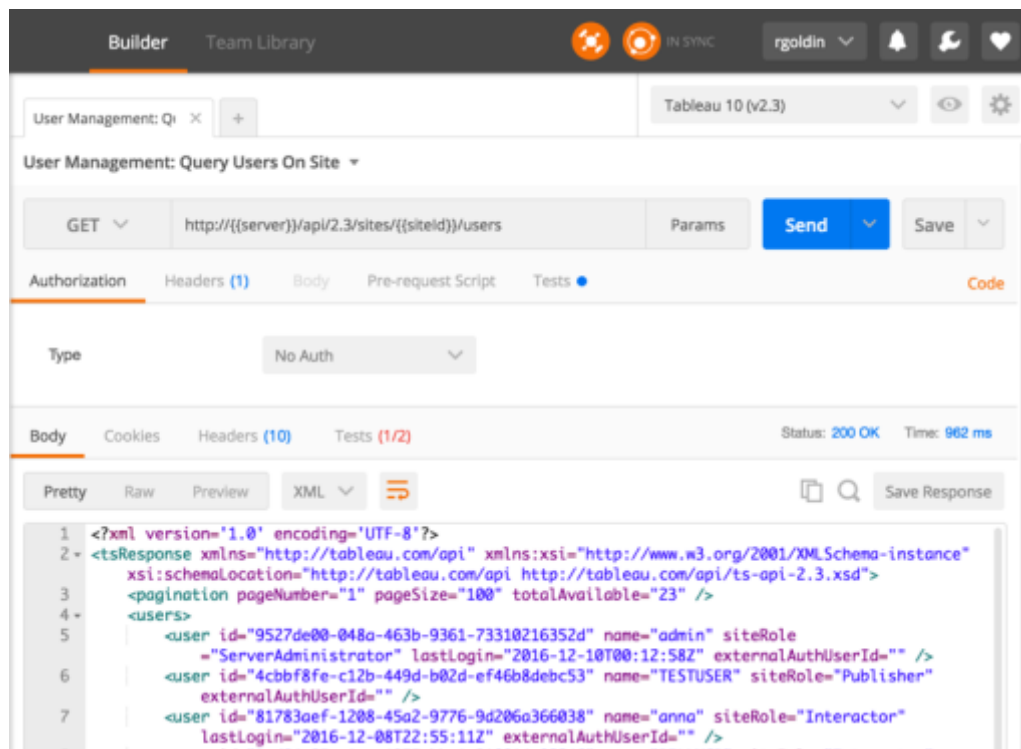 Builder Team Library IN SYNC rgoldin
User Management: Qu × + Tableau 10 (v2.3)
User Management: Query Users On Site
GET http://{{server}}/api/2.3/sites/{{siteId}}/users Params Send Save
Authorization Headers (1) Body Pre-request Script Tests Code
Type No Auth
Body Cookies Headers (10) Tests (1/2) Status: 200 OK Time: 962 ms
Pretty Raw Preview XML Save Response
1 <?xml version='1.0' encoding='UTF-8'?>
2 <tsResponse xmlns="http://tableau.com/api" xmlns:xsi="http://www.w3.org/2001/XMLSchema-instance"
xsi:schemaLocation="http://tableau.com/api http://tableau.com/api/ts-api-2.3.xsd">
3 <pagination pageNumber="1" pageSize="100" totalAvailable="23" />
4 <users>
5 <user id="9527de00-048a-463b-9361-73310216352d" name="admin" siteRole
="ServerAdministrator" lastLogin="2016-12-10T00:12:58Z" externalAuthUserId="" />
6 <user id="4cbbf8fe-c12b-449d-b02d-ef46b8debc53" name="TESTUSER" siteRole="Publisher"
externalAuthUserId="" />
7 <user id="81783aef-1208-45a2-9776-9d206a366038" name="anna" siteRole="Interactor"
lastLogin="2016-12-08T22:55:11Z" externalAuthUserId="" />